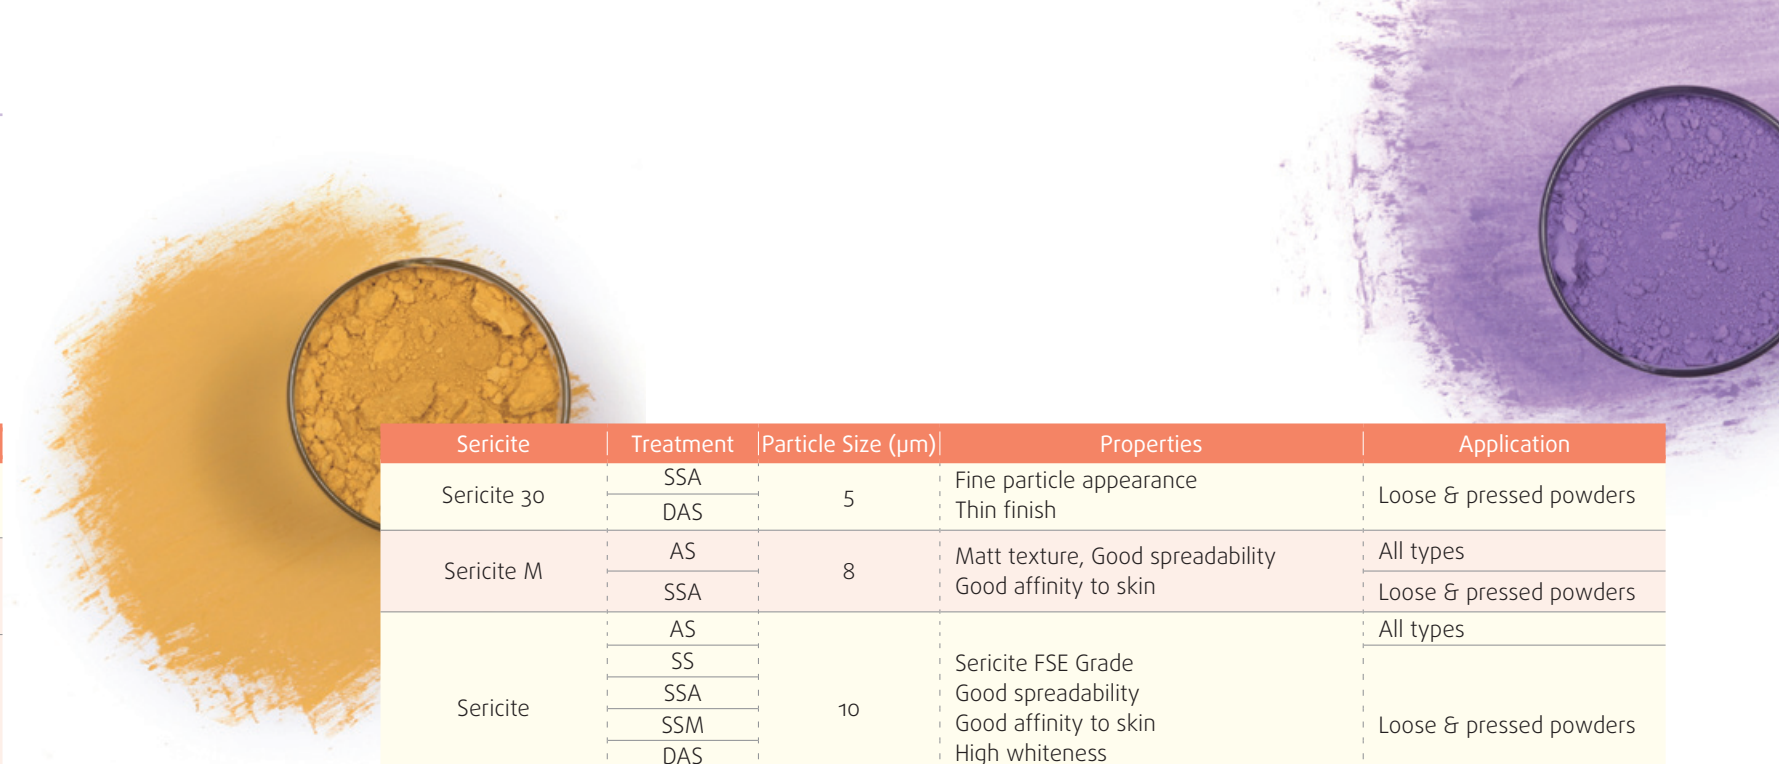 Sericite Treatment Particle Size (µm) Properties Application
Sericite 30
SSA
DAS
5
Fine particle appearance
Thin finish
Loose & pressed powders
Sericite M
AS
SSA
8
Matt texture, Good spreadability
Good affinity to skin
All types
Loose & pressed powders
Sericite
AS
SS
SSA
SSM
DAS
10
Sericite FSE Grade
Good spreadability
Good affinity to skin
High whiteness
All types
Loose & pressed powders